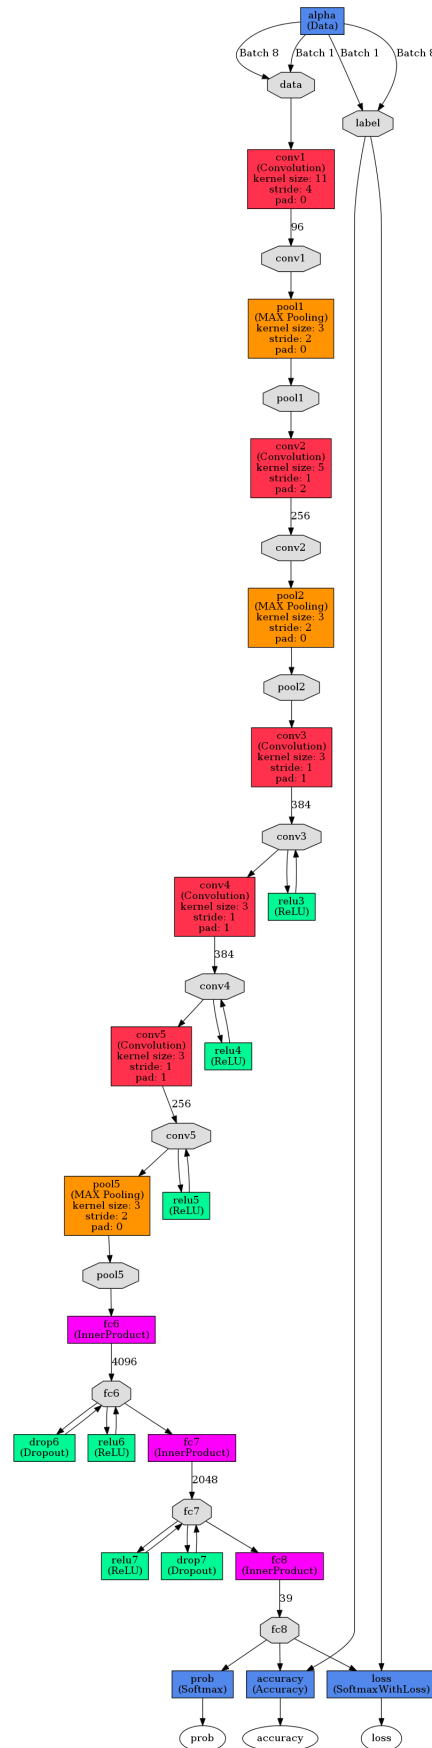 alpha
(Data)
Batch 8
Batch 1
Batch 1
Batch 8
data
label
conv1
(Convolution)
kernel size: 11
stride: 4
pad: 0
96
conv1
pool1
(MAX Pooling)
kernel size: 3
stride: 2
pad: 0
pool1
conv2
(Convolution)
kernel size: 5
stride: 1
pad: 2
256
conv2
pool2
(MAX Pooling)
kernel size: 3
stride: 2
pad: 0
pool2
conv3
(Convolution)
kernel size: 3
stride: 1
pad: 1
384
conv3
conv4
(Convolution)
kernel size: 3
stride: 1
pad: 1
relu3
(ReLU)
384
conv4
conv5
(Convolution)
kernel size: 3
stride: 1
pad: 1
relu4
(ReLU)
256
conv5
pool5
(MAX Pooling)
kernel size: 3
stride: 2
pad: 0
relu5
(ReLU)
pool5
fc6
(InnerProduct)
4096
fc6
drop6
(Dropout)
relu6
(ReLU)
fc7
(InnerProduct)
2048
fc7
relu7
(ReLU)
drop7
(Dropout)
fc8
(InnerProduct)
39
fc8
prob
(Softmax)
accuracy
(Accuracy)
loss
(SoftmaxWithLoss)
prob
accuracy
loss